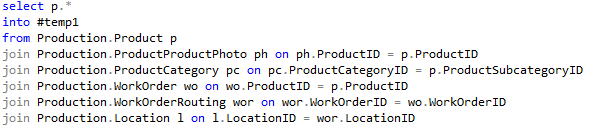 select p.*
into #temp1
from Production.Product p
join Production.ProductProductPhoto ph on ph.ProductID = p.ProductID
join Production.ProductCategory pc on pc.ProductCategoryID = p.ProductSubcategoryID
join Production.WorkOrder wo on wo.ProductID = p.ProductID
join Production.WorkOrderRouting wor on wor.WorkOrderID = wo.WorkOrderID
join Production.Location l on l.LocationID = wor.LocationID